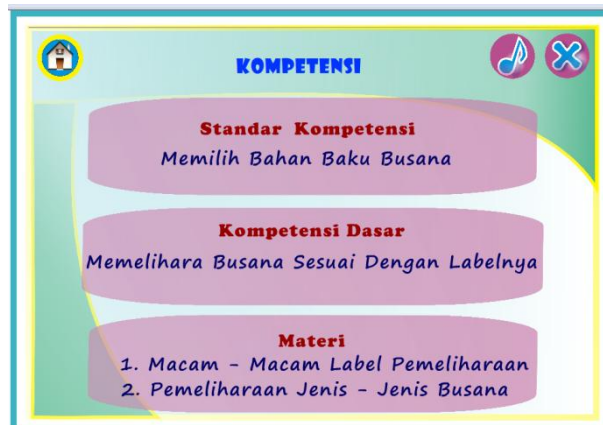 KOMPETENSI
Standar Kompetensi
Memilih Bahan Baku Busana
Kompetensi Dasar
Memelihara Busana Sesuai Dengan Labelnya
Materi
1. Macam - Macam Label Pemeliharaan
2. Pemeliharaan Jenis - Jenis Busana